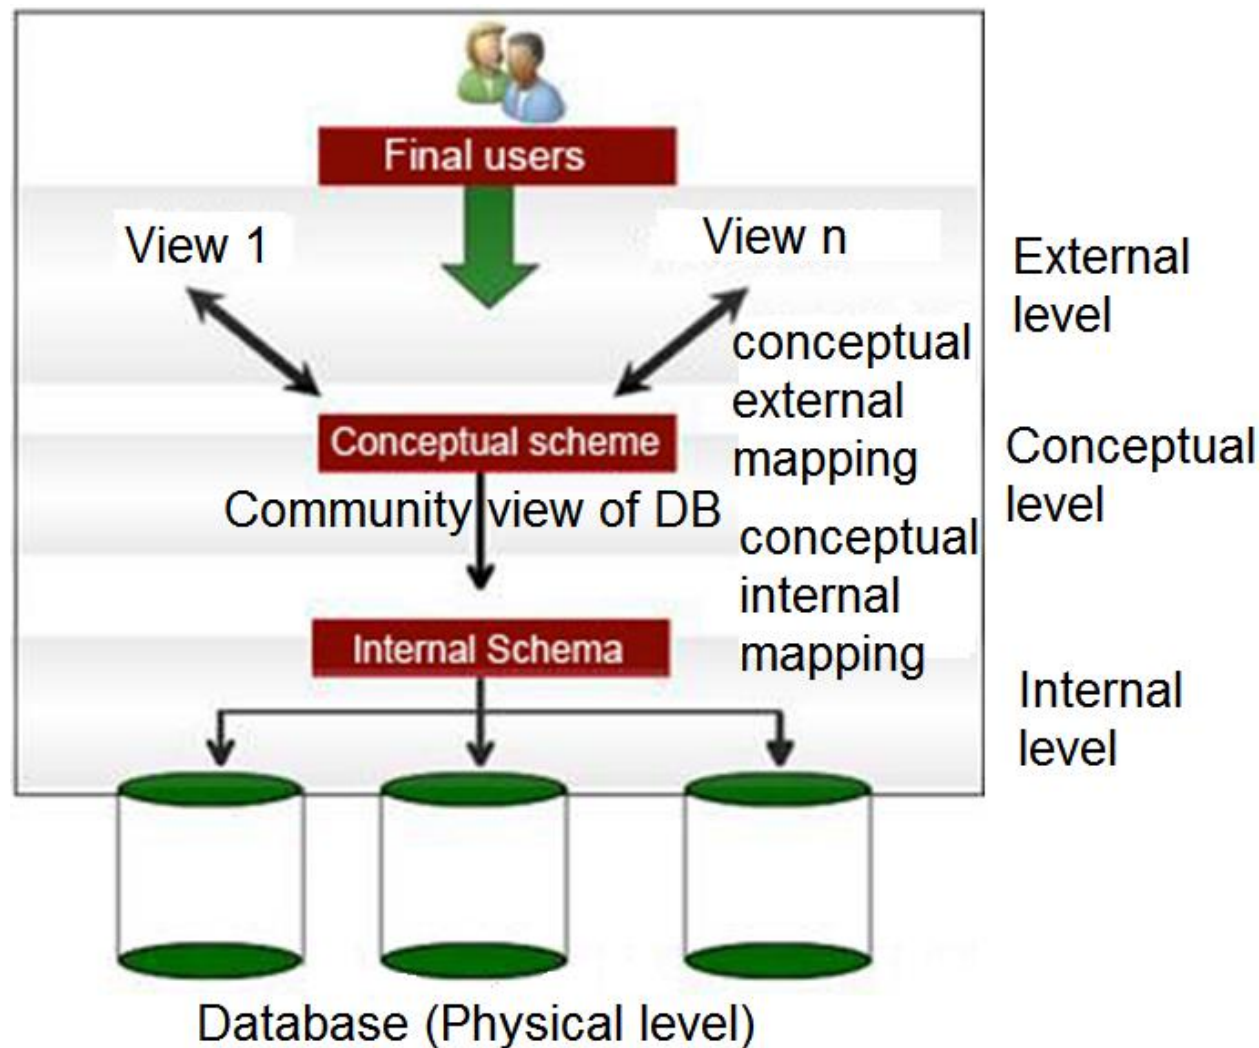 Final users
View 1
View n
External
level
conceptual
external
mapping
Conceptual scheme
Conceptual
level
Community view of DB
conceptual
internal
mapping
Internal Schema
Internal
level
Database (Physical level)